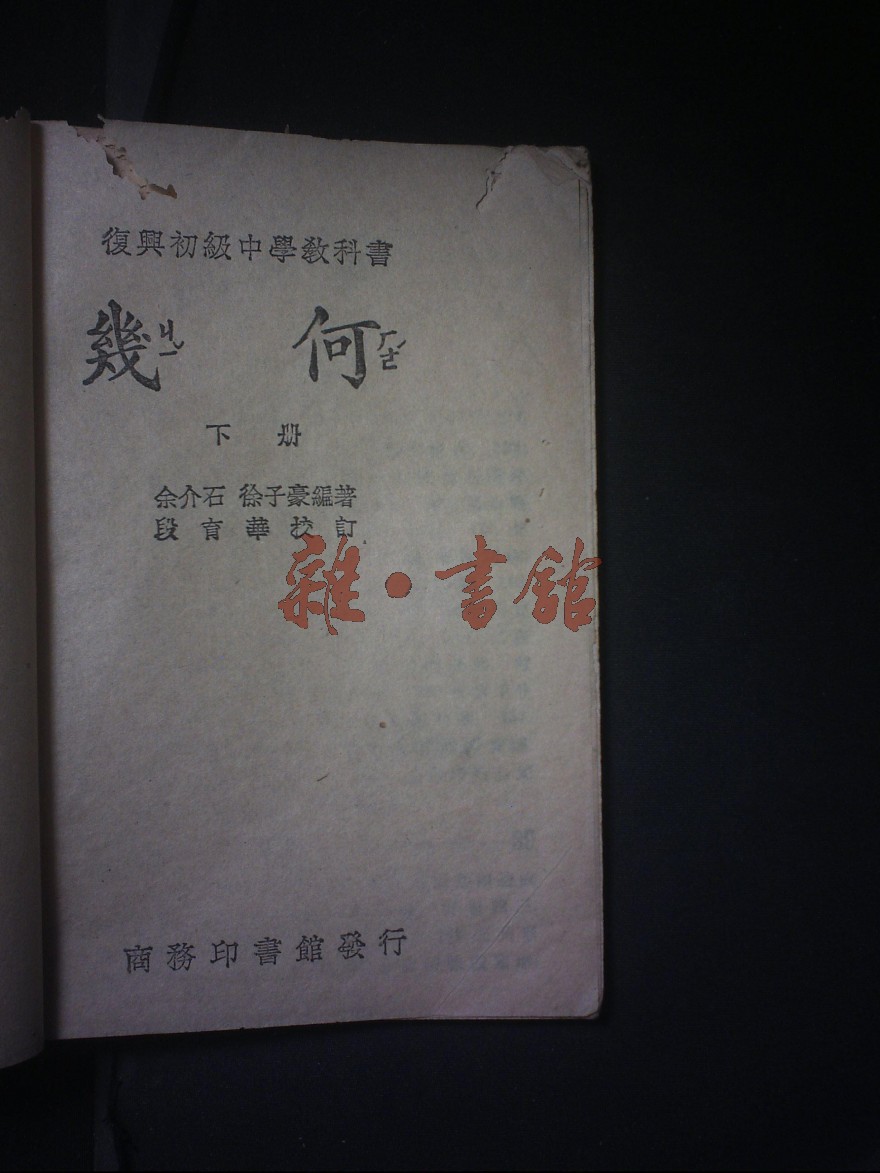 復興初級中學教科書
幾ㄐㄧ 何ㄏㄜˊ
下册
余介石 徐子豪編著
段育華校訂
雜·書館
商務印書館發行